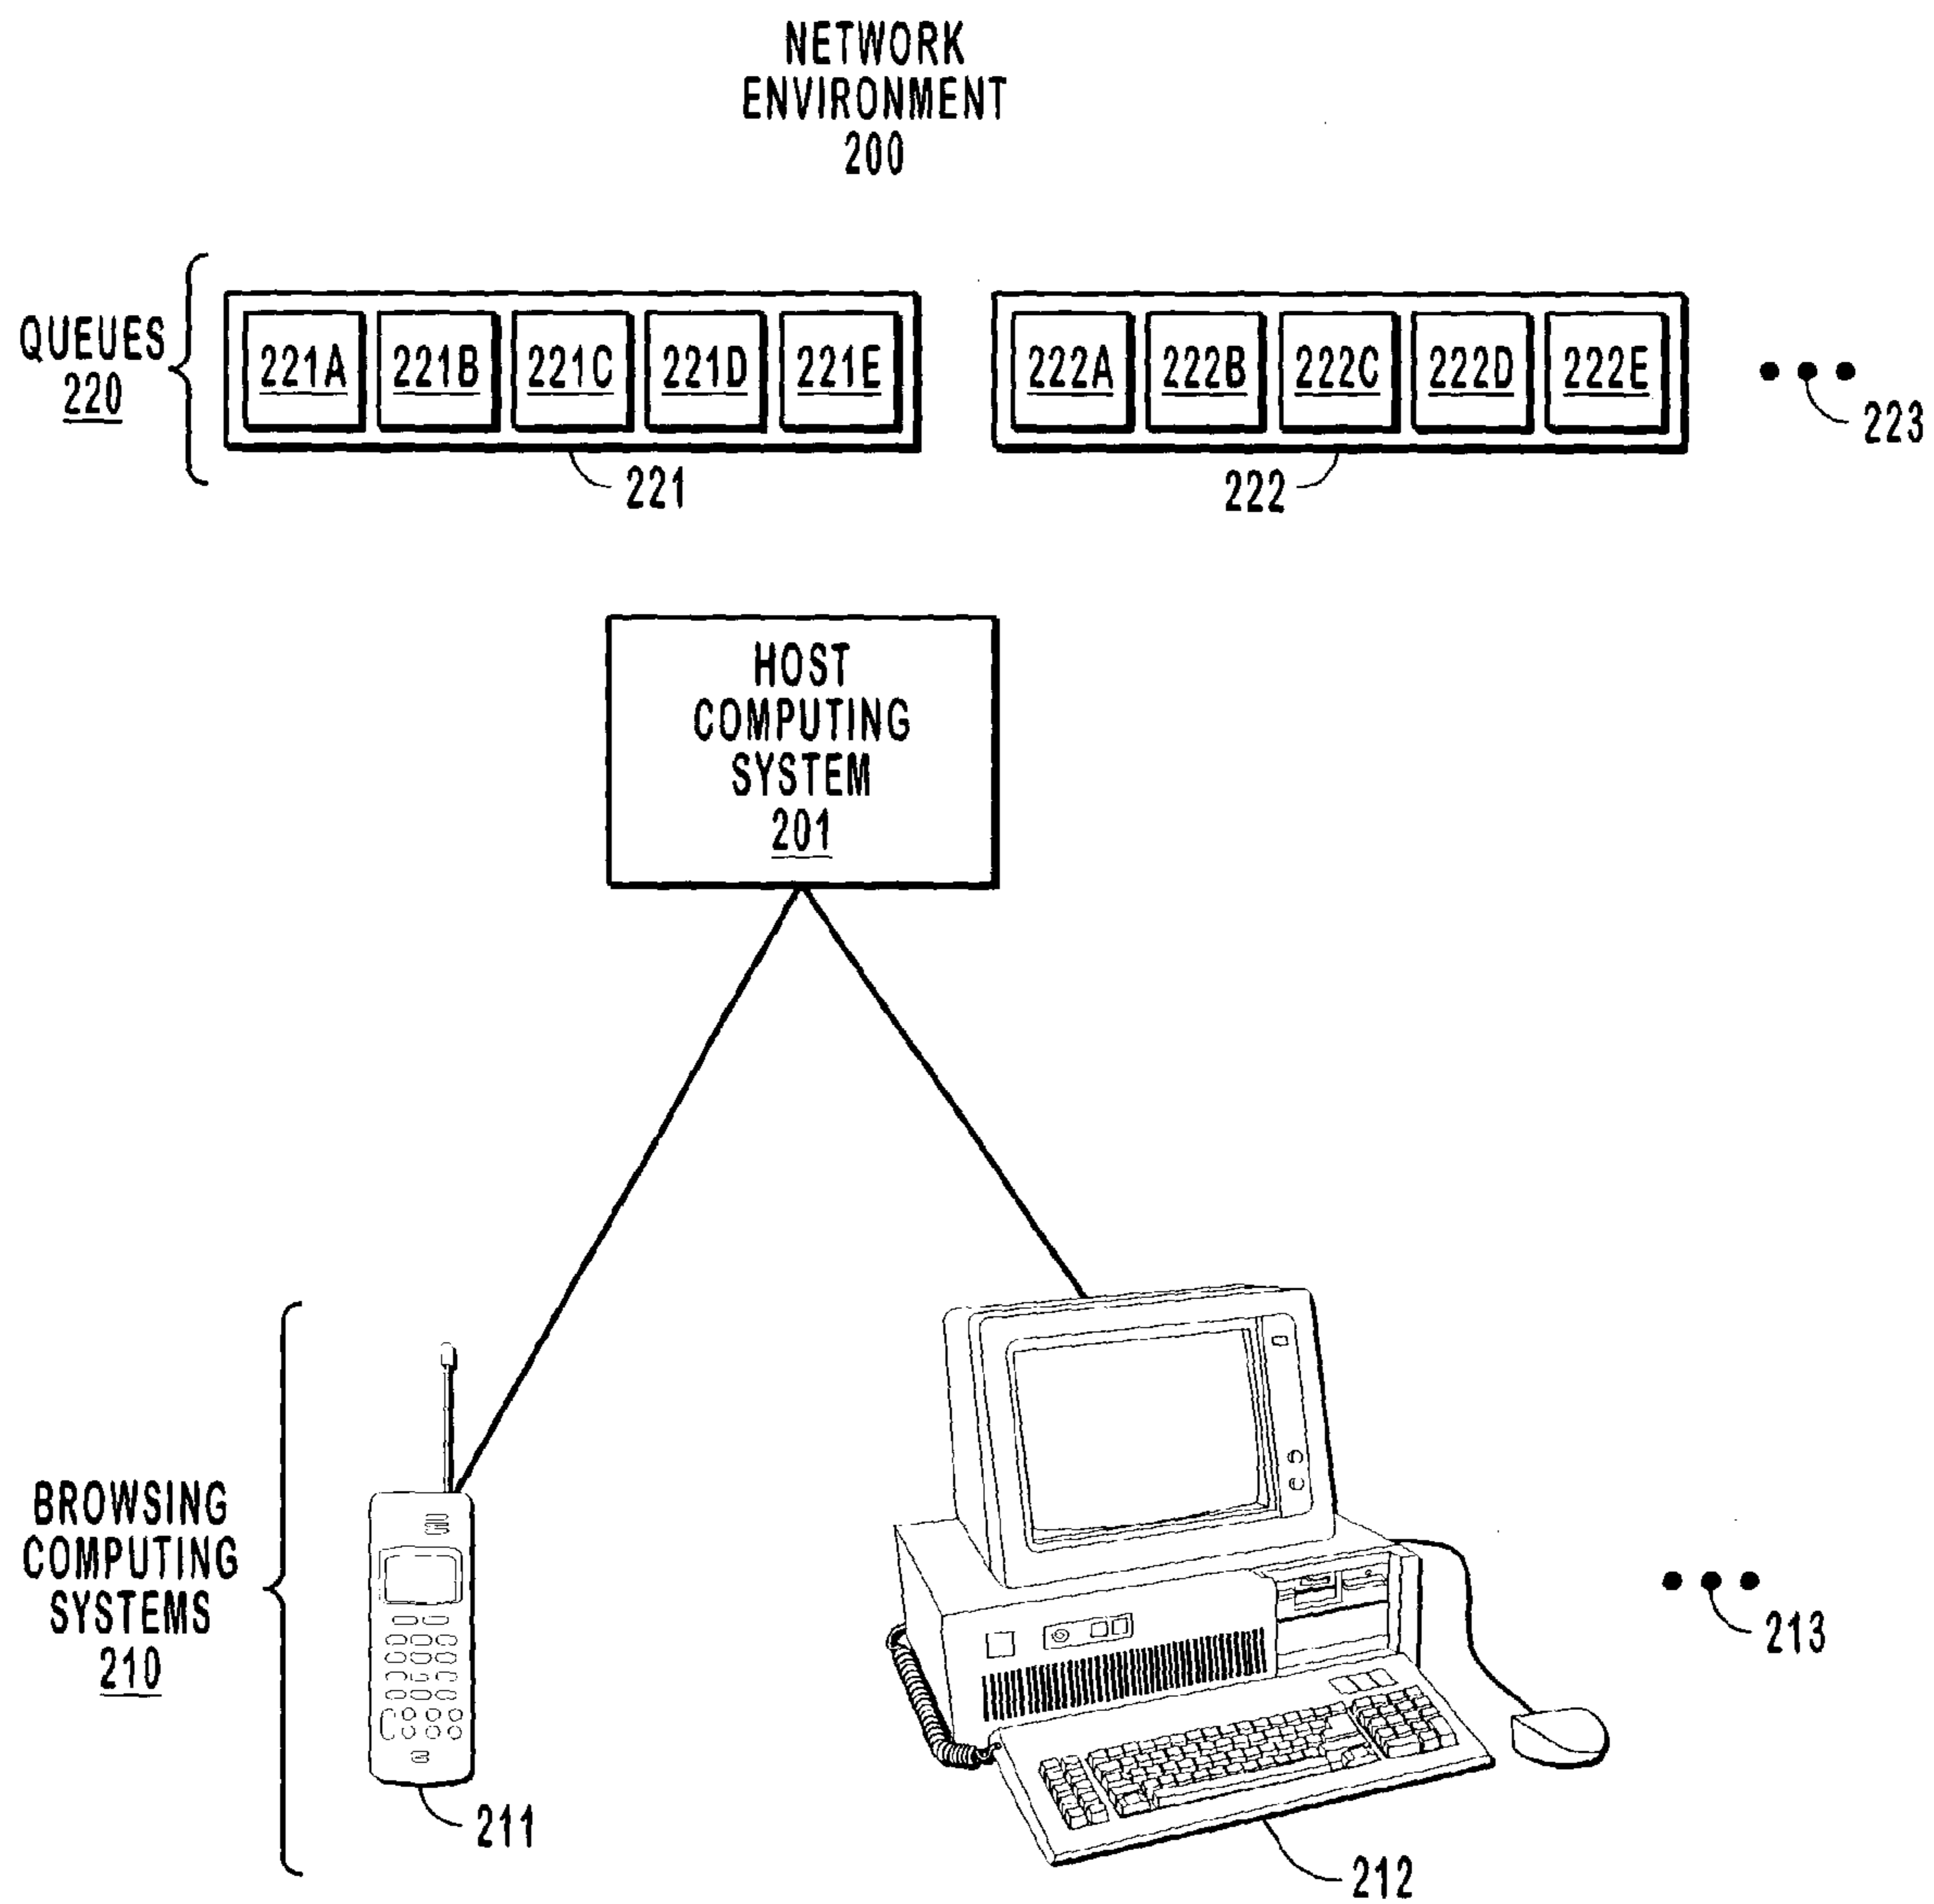 NETWORK
ENVIRONMENT
200
QUEUES
220
221A 221B 221C 221D 221E
222A 222B 222C 222D 222E
223
221
222
HOST
COMPUTING
SYSTEM
201
BROWSING
COMPUTING
SYSTEMS
210
211
212
213